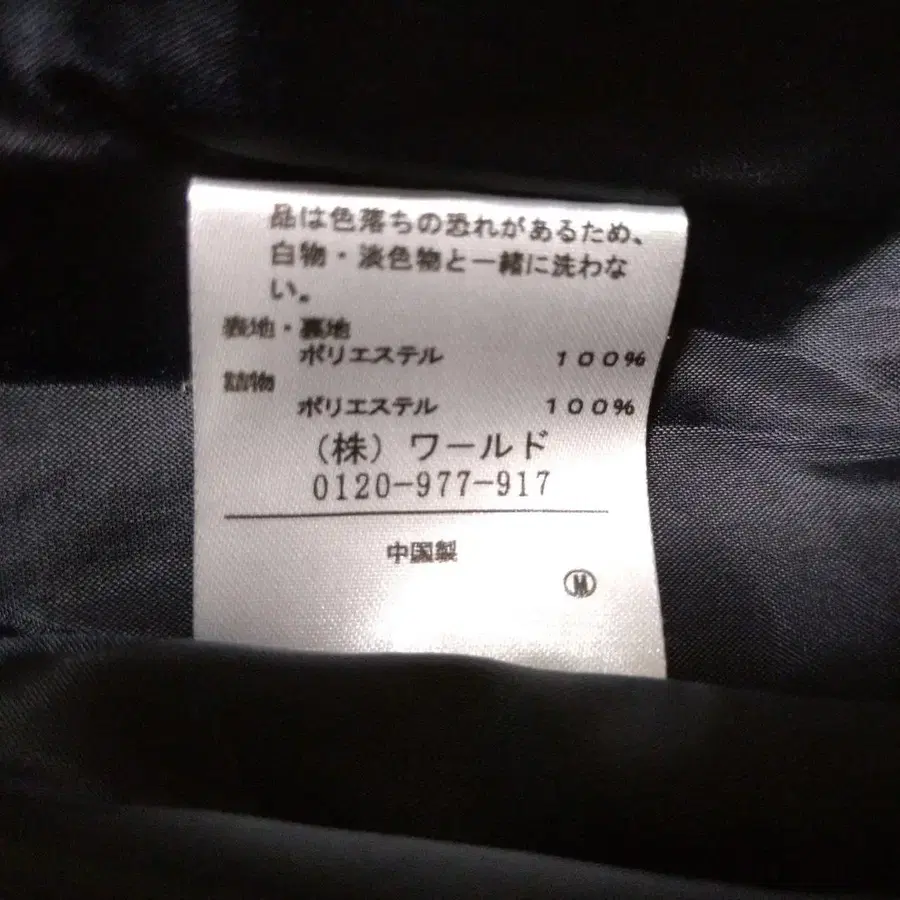 品は色落ちの恐れがあるため、
白物・淡色物と一緒に洗わな
い。
表地・裏地
ポリエステル １００％
詰物
ポリエステル １００％
（株）ワールド
0120-977-917
中国製
Ⓜ